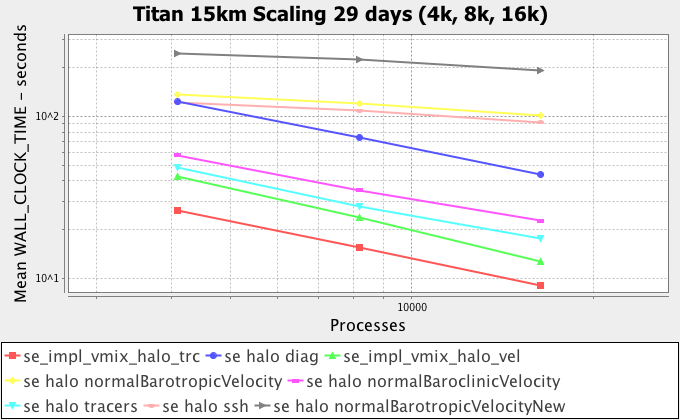 Titan 15km Scaling 29 days (4k, 8k, 16k)
Mean WALL_CLOCK_TIME - seconds
10^2
10^1
10000
Processes
se_impl_vmix_halo_trc se halo diag se_impl_vmix_halo_vel
se halo normalBarotropicVelocity se halo normalBaroclinicVelocity
se halo tracers se halo ssh se halo normalBarotropicVelocityNew